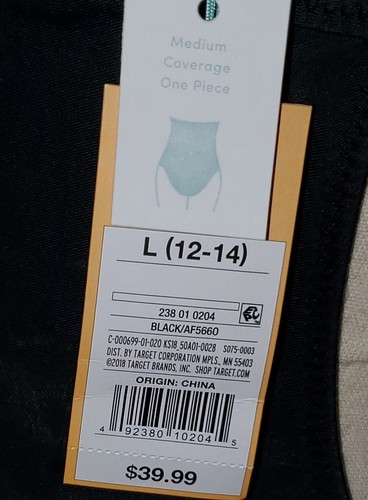 Medium
Coverage
One Piece
L (12-14)
238 01 0204
BLACK/AF5660
C-000699-01-020 KS18_50A01-0028 S075-0003
DIST. BY TARGET CORPORATION MPLS., MN 55403
©2018 TARGET BRANDS, INC. SHOP TARGET.COM
ORIGIN: CHINA
4 92380 10204 5
$39.99